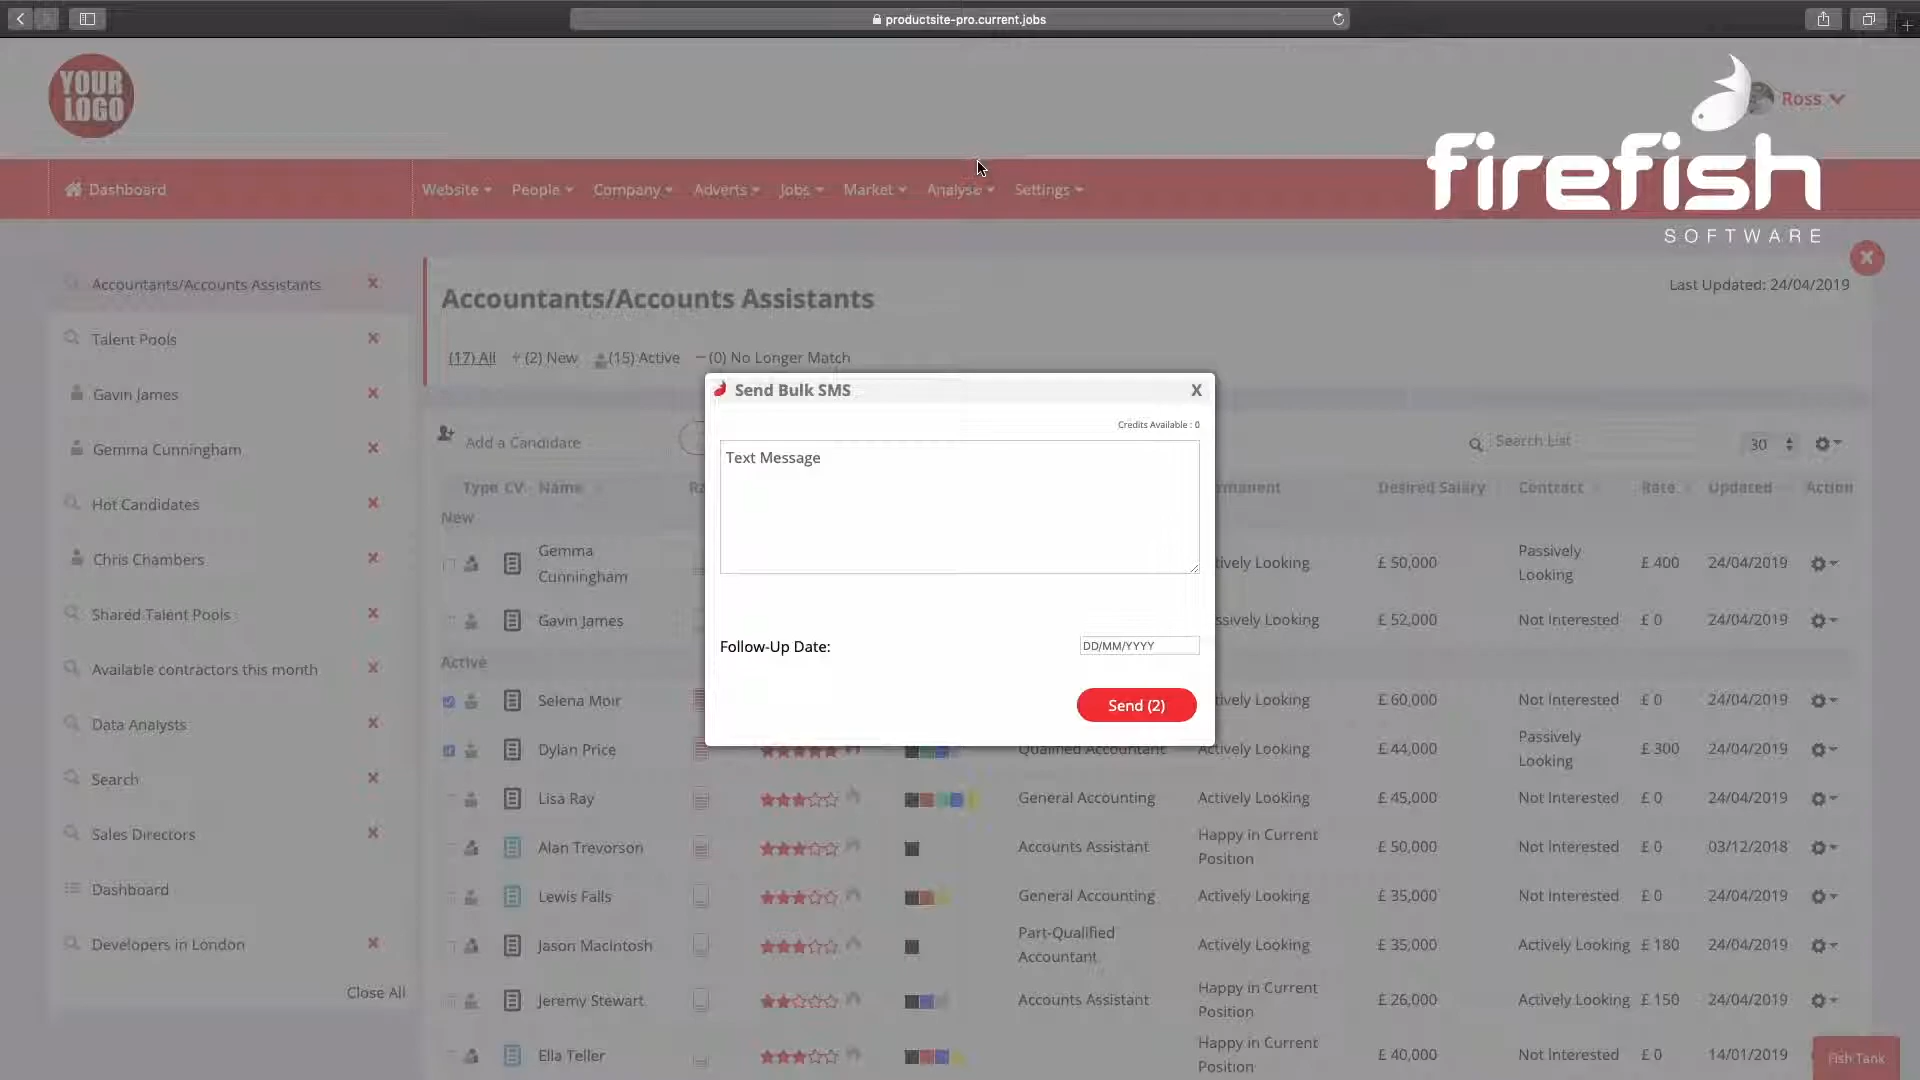 productsite-pro.current.jobs
YOUR
LOGO
Ross
firefish
SOFTWARE
Dashboard
Website
People
Company
Adverts
Jobs
Market
Analyse
Settings
Accountants/Accounts Assistants
Talent Pools
Gavin James
Gemma Cunningham
Hot Candidates
Chris Chambers
Shared Talent Pools
Available contractors this month
Data Analysts
Search
Sales Directors
Dashboard
Developers in London
Close All
Accountants/Accounts Assistants
Last Updated: 24/04/2019
(17) All + (2) New (15) Active −(0) No Longer Match
Add a Candidate
Search List
30
Type CV Name
Desired Salary Contract Rate Updated Action
New
Gemma
Cunningham
£ 50,000
Passively
Looking
£ 400 24/04/2019
Gavin James
£ 52,000 Not Interested £ 0 24/04/2019
Active
Selena Moir
£ 60,000 Not Interested £ 0 24/04/2019
Dylan Price Qualified Accountant Actively Looking £ 44,000
Passively
Looking
£ 300 24/04/2019
Lisa Ray General Accounting Actively Looking £ 45,000 Not Interested £ 0 24/04/2019
Alan Trevorson Accounts Assistant
Happy in Current
Position
£ 50,000 Not Interested £ 0 03/12/2018
Lewis Falls General Accounting Actively Looking £ 35,000 Not Interested £ 0 24/04/2019
Jason Macintosh
Part-Qualified
Accountant
Actively Looking £ 35,000 Actively Looking £ 180 24/04/2019
Jeremy Stewart Accounts Assistant
Happy in Current
Position
£ 26,000 Actively Looking £ 150 24/04/2019
Ella Teller
Happy in Current
Position
£ 40,000 Not Interested £ 0 14/01/2019
Fish Tank
Send Bulk SMS
X
Credits Available : 0
Text Message
Follow-Up Date:
DD/MM/YYYY
Send (2)